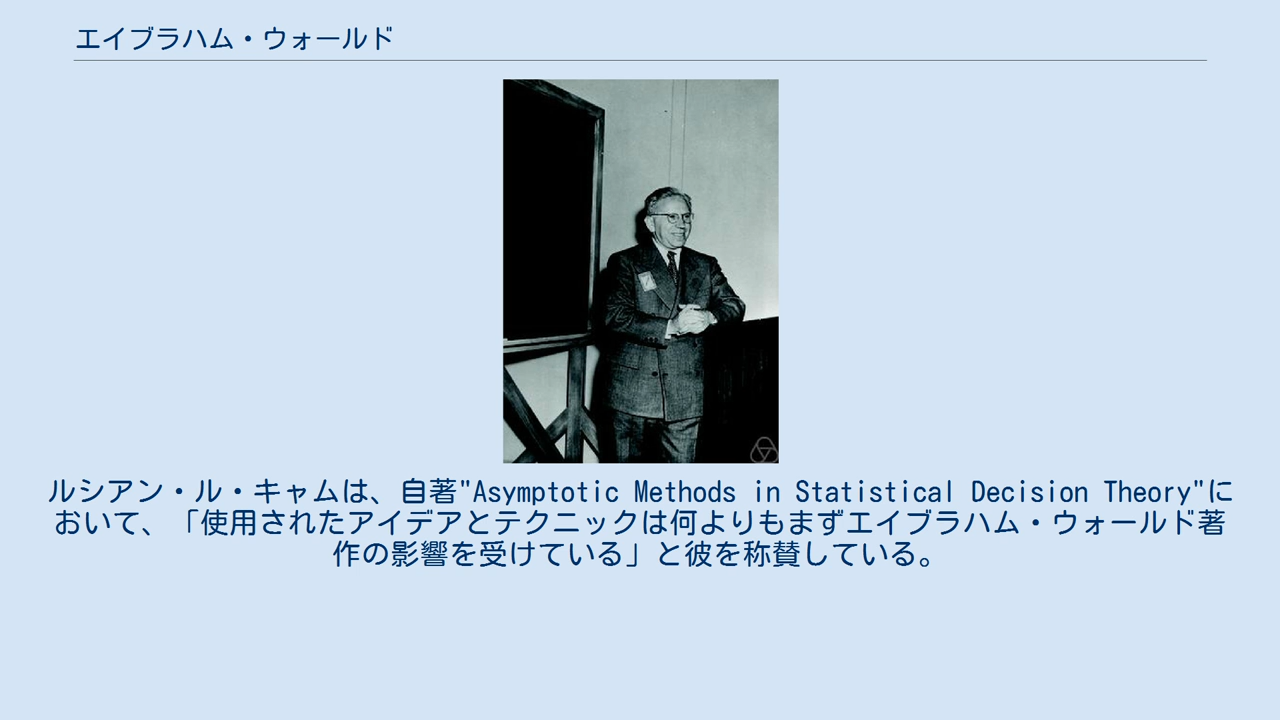 エイブラハム・ウォールド
ルシアン・ル・キャムは、自著"Asymptotic Methods in Statistical Decision Theory"に
おいて、「使用されたアイデアとテクニックは何よりもまずエイブラハム・ウォールド著
作の影響を受けている」と彼を称賛している。